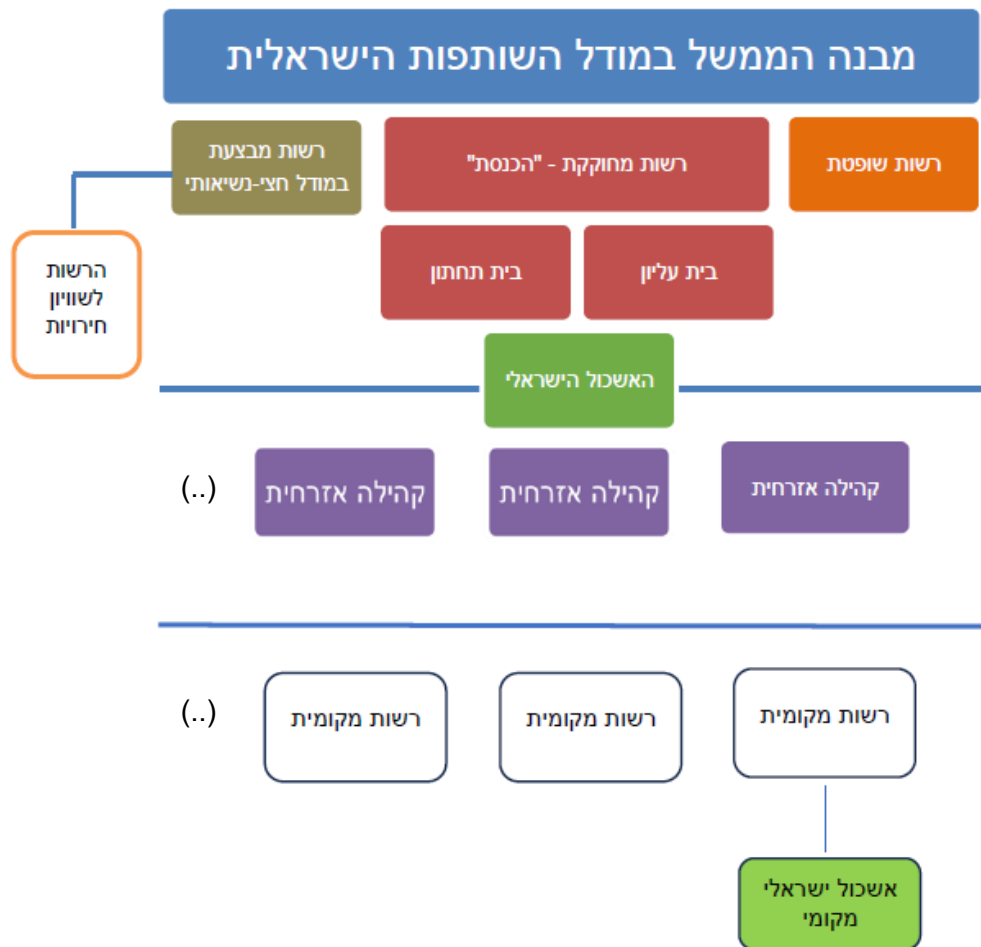 מבנה הממשל במודל השותפות הישראלית
רשות שופטת
רשות מחוקקת - "הכנסת"
רשות מבצעת
במודל חצי-נשיאותי
בית עליון
בית תחתון
הרשות
לשוויון
חירויות
האשכול הישראלי
קהילה אזרחית
קהילה אזרחית
קהילה אזרחית
(..)
רשות מקומית
רשות מקומית
רשות מקומית
(..)
אשכול ישראלי
מקומי